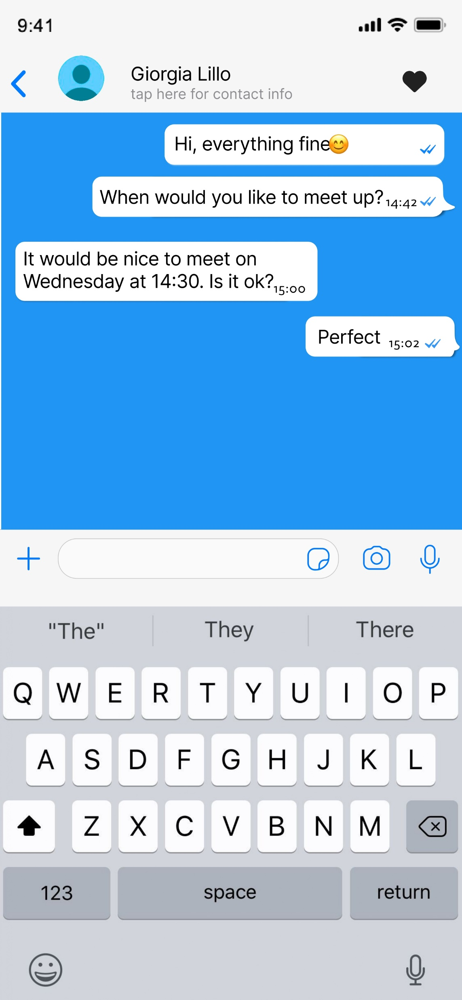 9:41
Giorgia Lillo
tap here for contact info
Hi, everything fine😊
When would you like to meet up? 14:42
It would be nice to meet on
Wednesday at 14:30. Is it ok? 15:00
Perfect 15:02
"The" They There
Q W E R T Y U I O P
A S D F G H J K L
Z X C V B N M
123 space return